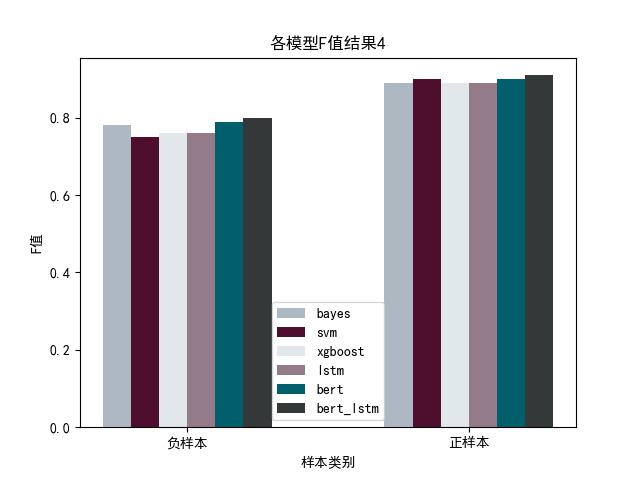 各模型F值结果4
F值
0.8
0.6
0.4
0.2
0.0
bayes
svm
xgboost
lstm
bert
bert_lstm
负样本 正样本
样本类别